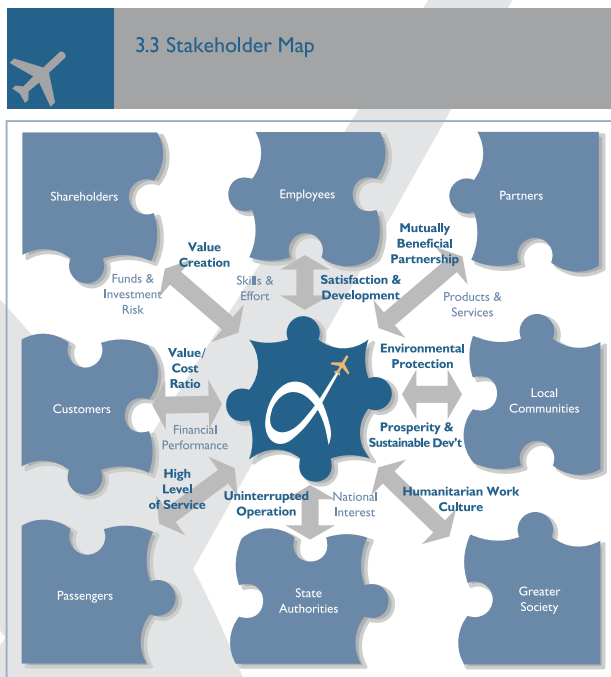 3.3 Stakeholder Map
Shareholders
Employees
Partners
Value
Creation
Funds &
Investment
Risk
Skills &
Effort
Satisfaction &
Development
Mutually
Beneficial
Partnership
Products &
Services
Customers
Value/
Cost
Ratio
Financial
Performance
Environmental
Protection
Prosperity &
Sustainable Dev't
Local
Communities
High
Level
of Service
Uninterrupted
Operation
National
Interest
Humanitarian Work
Culture
Passengers
State
Authorities
Greater
Society